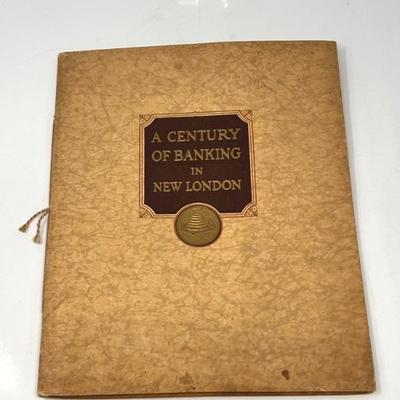 A CENTURY
OF BANKING
IN
NEW LONDON